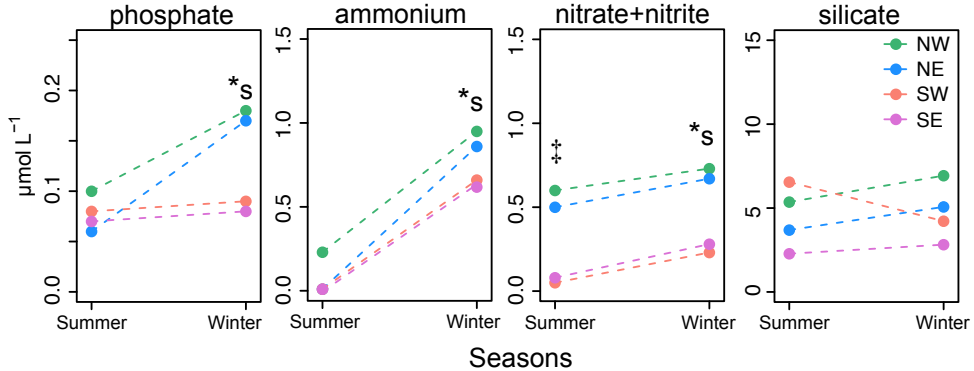 phosphate
ammonium
nitrate+nitrite
silicate
μmol L⁻¹
0.0
0.1
0.2
*s
Summer
Winter
0.0
0.5
1.0
1.5
*s
Summer
Winter
0.0
0.5
1.0
1.5
‡
*s
Summer
Winter
0
5
10
15
NW
NE
SW
SE
Summer
Winter
Seasons